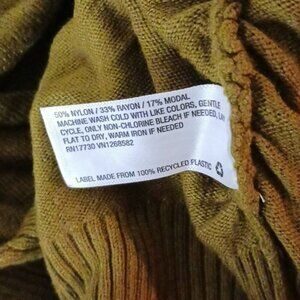 50% NYLON / 33% RAYON / 17% MODAL
MACHINE WASH COLD WITH LIKE COLORS, GENTLE
CYCLE, ONLY NON-CHLORINE BLEACH IF NEEDED, LAY
FLAT TO DRY, WARM IRON IF NEEDED
RN17730 VN1268582
LABEL MADE FROM 100% RECYCLED PLASTIC